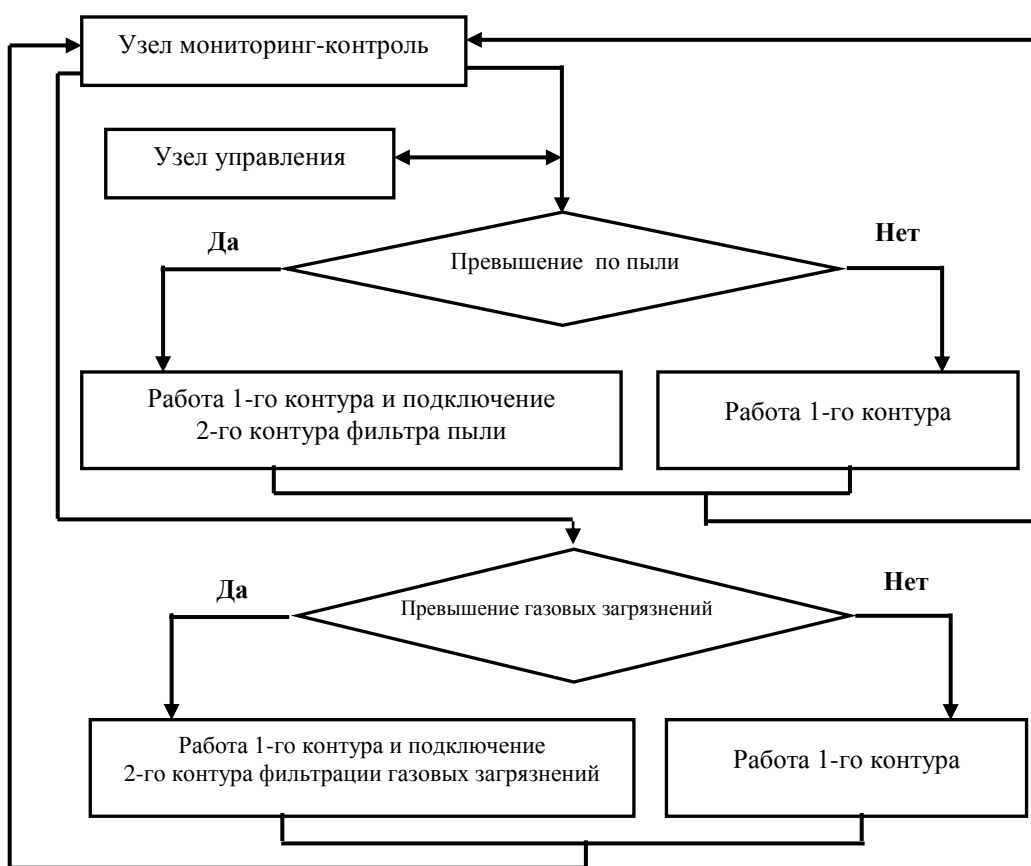 Узел мониторинг-контроль
Узел управления
Да
Нет
Превышение по пыли
Работа 1-го контура и подключение
2-го контура фильтра пыли
Работа 1-го контура
Да
Нет
Превышение газовых загрязнений
Работа 1-го контура и подключение
2-го контура фильтрации газовых загрязнений
Работа 1-го контура